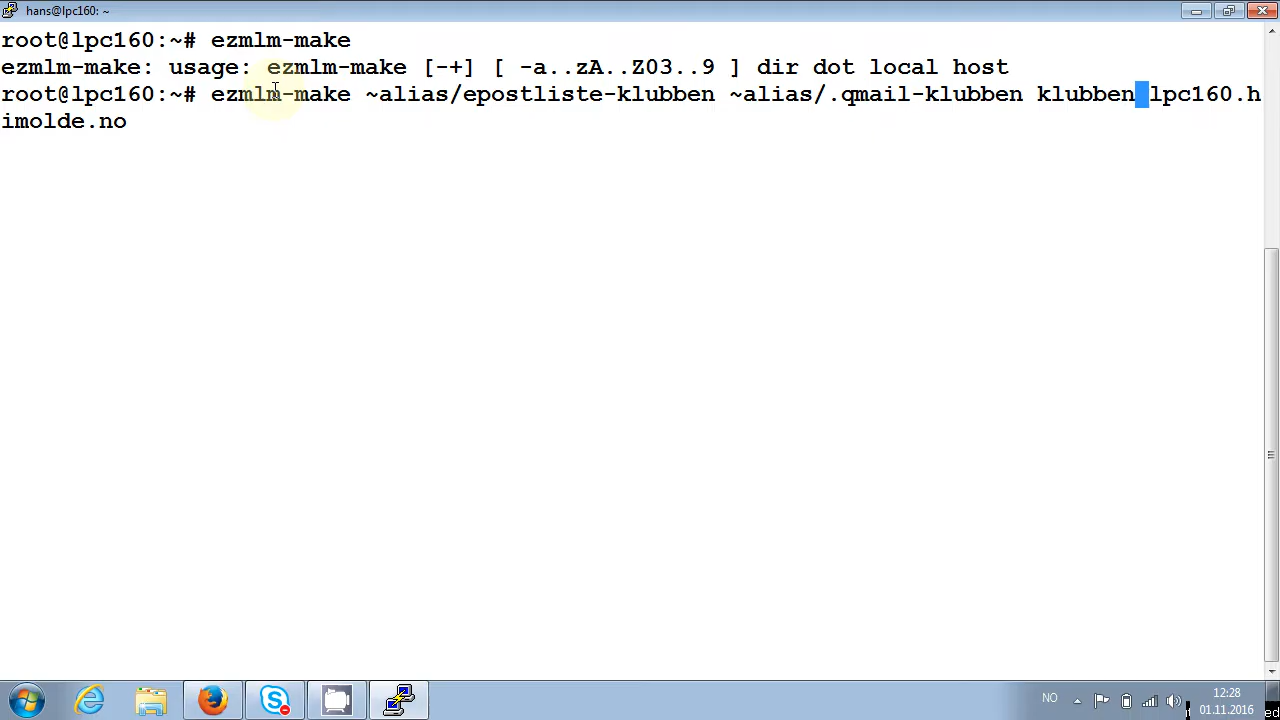 hans@lpc160: ~
root@lpc160:~# ezmlm-make
ezmlm-make: usage: ezmlm-make [-+] [ -a..zA..Z03..9 ] dir dot local host
root@lpc160:~# ezmlm-make ~alias/epostliste-klubben ~alias/.qmail-klubben klubben lpc160.h
imolde.no
NO
12:28
01.11.2016